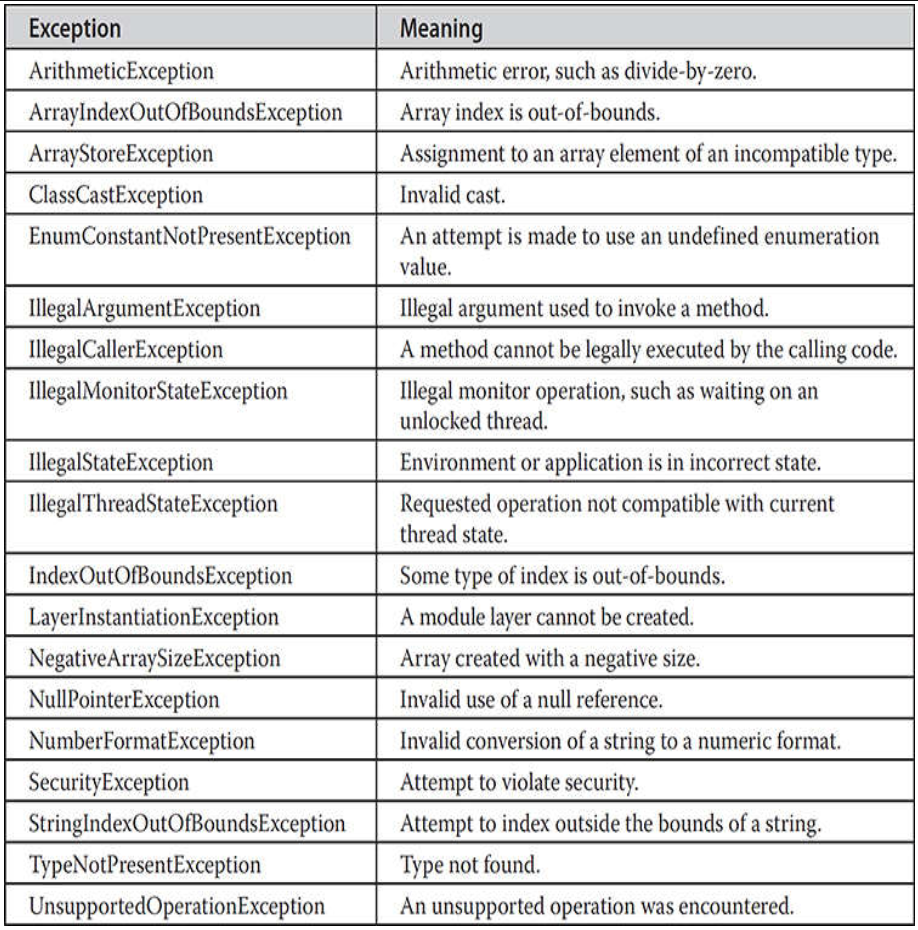 Exception Meaning
ArithmeticException Arithmetic error, such as divide-by-zero.
ArrayIndexOutOfBoundsException Array index is out-of-bounds.
ArrayStoreException Assignment to an array element of an incompatible type.
ClassCastException Invalid cast.
EnumConstantNotPresentException An attempt is made to use an undefined enumeration
value.
IllegalArgumentException Illegal argument used to invoke a method.
IllegalCallerException A method cannot be legally executed by the calling code.
IllegalMonitorStateException Illegal monitor operation, such as waiting on an
unlocked thread.
IllegalStateException Environment or application is in incorrect state.
IllegalThreadStateException Requested operation not compatible with current
thread state.
IndexOutOfBoundsException Some type of index is out-of-bounds.
LayerInstantiationException A module layer cannot be created.
NegativeArraySizeException Array created with a negative size.
NullPointerException Invalid use of a null reference.
NumberFormatException Invalid conversion of a string to a numeric format.
SecurityException Attempt to violate security.
StringIndexOutOfBoundsException Attempt to index outside the bounds of a string.
TypeNotPresentException Type not found.
UnsupportedOperationException An unsupported operation was encountered.